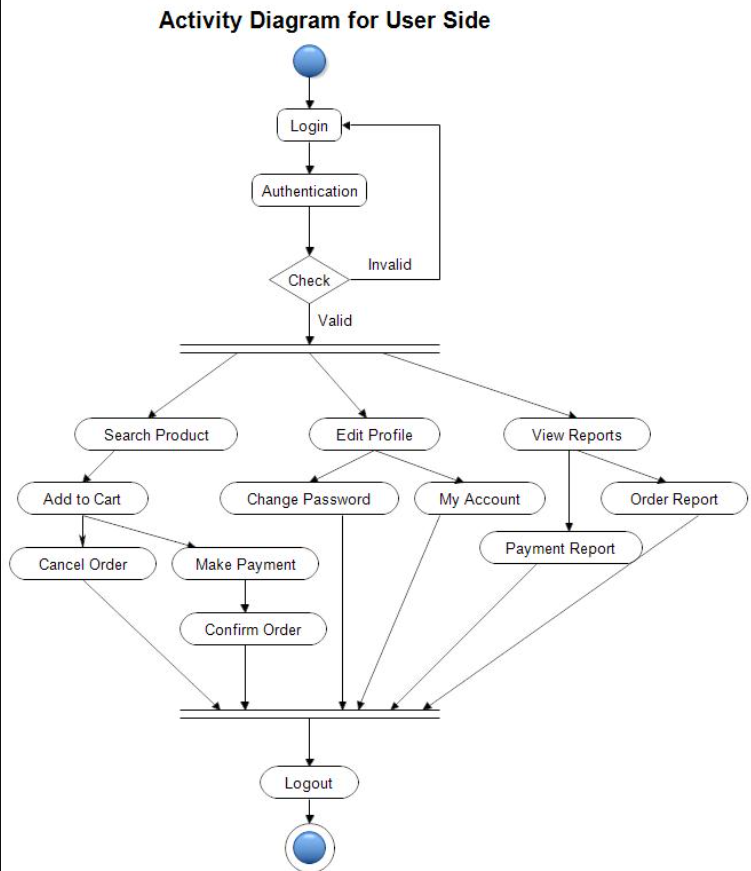 Activity Diagram for User Side
Login
Authentication
Check
Invalid
Valid
Search Product
Edit Profile
View Reports
Add to Cart
Change Password
My Account
Order Report
Cancel Order
Make Payment
Payment Report
Confirm Order
Logout